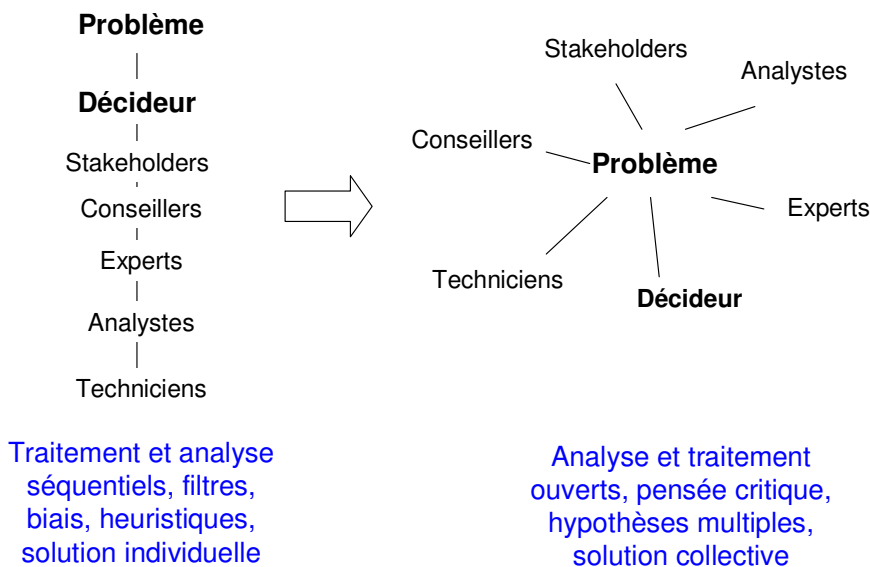 Problème
Décideur
Stakeholders
Conseillers
Experts
Analystes
Techniciens
Traitement et analyse
séquentiels, filtres,
biais, heuristiques,
solution individuelle
Stakeholders
Analystes
Conseillers
Problème
Experts
Techniciens
Décideur
Analyse et traitement
ouverts, pensée critique,
hypothèses multiples,
solution collective